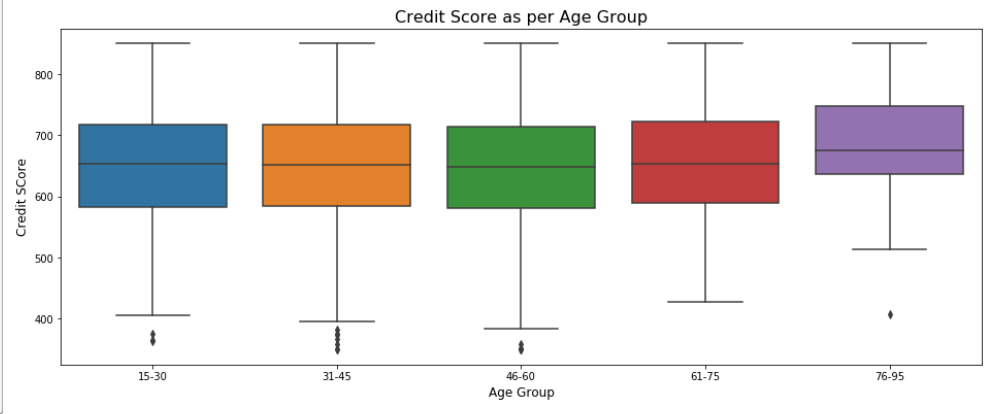 Credit Score as per Age Group
800
700
600
500
400
Credit SCore
15-30 31-45 46-60 61-75 76-95
Age Group